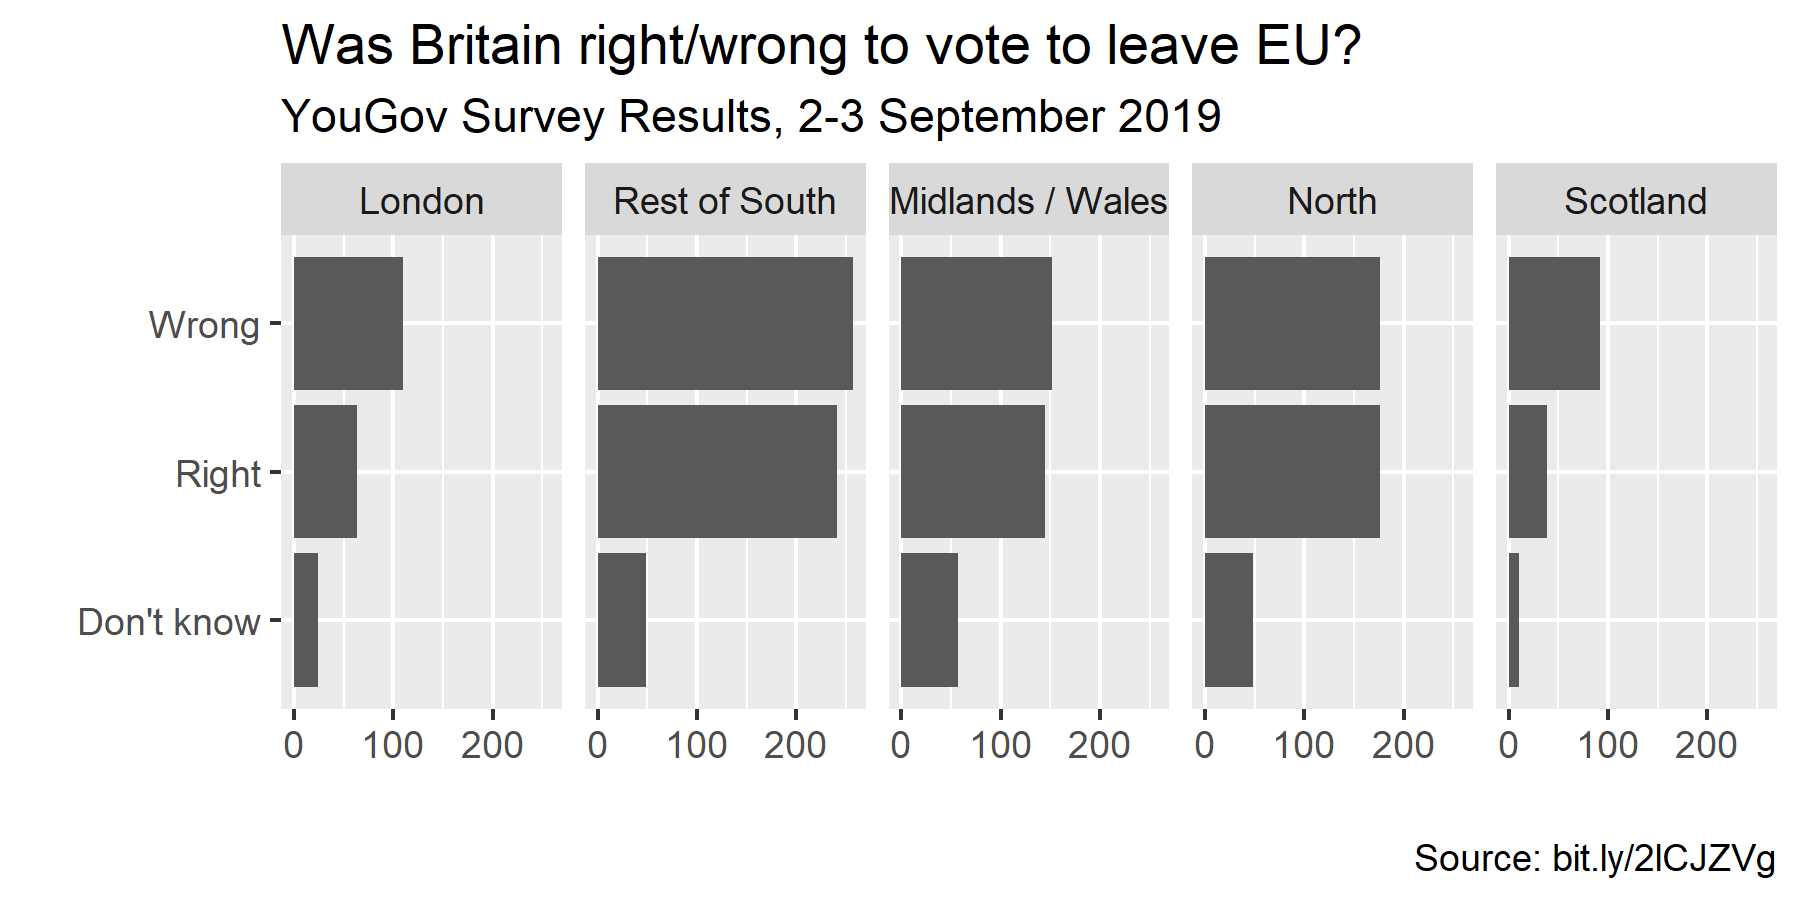 Was Britain right/wrong to vote to leave EU?
YouGov Survey Results, 2-3 September 2019
London Rest of South Midlands / Wales North Scotland
Wrong
Right
Don't know
0 100 200 0 100 200 0 100 200 0 100 200 0 100 200
Source: bit.ly/2lCJZVg